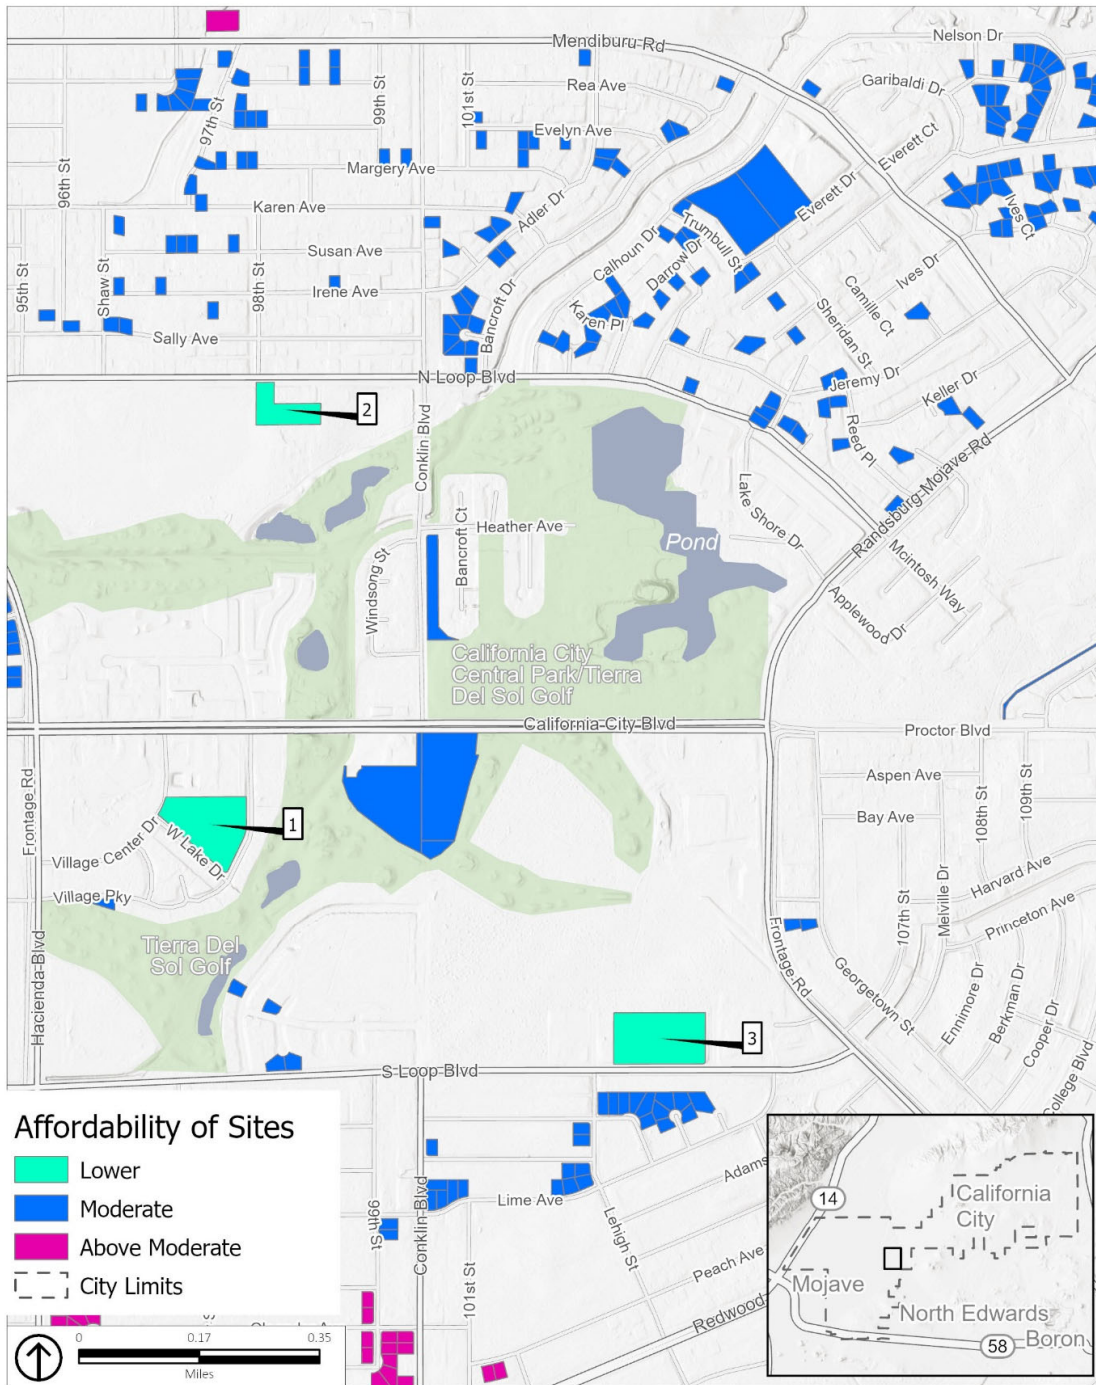 Mendiburu Rd
Nelson Dr
Rea Ave
Garibaldi Dr
97th St
99th St
101st St
Evelyn Ave
Everett Ct
96th St
Margery Ave
Karen Ave
Adler Dr
Everett Dr
Ives Ct
Susan Ave
Calhoun Dr
Trumbull St
Darrow Dr
95th St
Shaw St
98th St
Irene Ave
Bancroft Dr
Karen Pl
Camille Ct
Ives Dr
Sheridan St
Sally Ave
N Loop Blvd
Jeremy Dr
Keller Dr
2
Conklin Blvd
Reed Pl
Randsburg-Mojave Rd
Lake Shore Dr
Heather Ave
Bancroft Ct
Windsong St
Pond
Mcintosh Way
Applewood Dr
California City
Central Park/Tierra
Del Sol Golf
California City Blvd
Proctor Blvd
Frontage Rd
Aspen Ave
Bay Ave
108th St
109th St
1
Village Center Dr
W Lake Dr
Village Pky
Harvard Ave
Melville Dr
107th St
Princeton Ave
Tierra Del
Sol Golf
Hacienda Blvd
Frontage Rd
Georgetown St
Ennimore Dr
Berkman Dr
Cooper Dr
College Blvd
3
S Loop Blvd
Adams
Lime Ave
99th St
Conklin Blvd
Lehigh St
Peach Ave
101st St
Redwood
Affordability of Sites
Lower
Moderate
Above Moderate
City Limits
0 0.17 0.35
Miles
14
California
City
Mojave
North Edwards
Boron
58